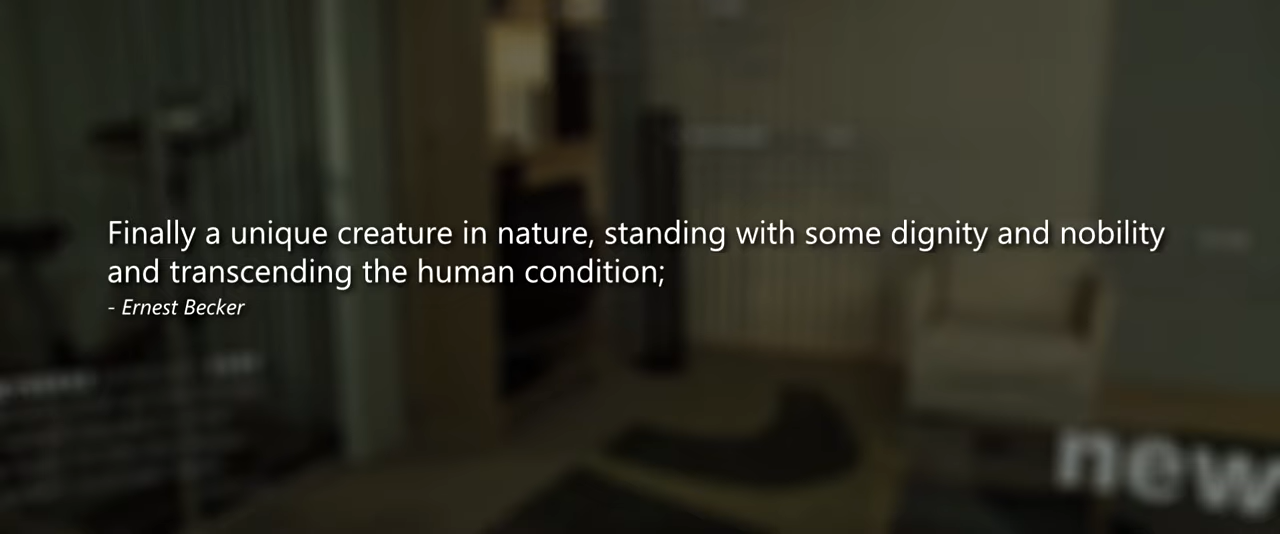 Finally a unique creature in nature, standing with some dignity and nobility
and transcending the human condition;
- Ernest Becker
new